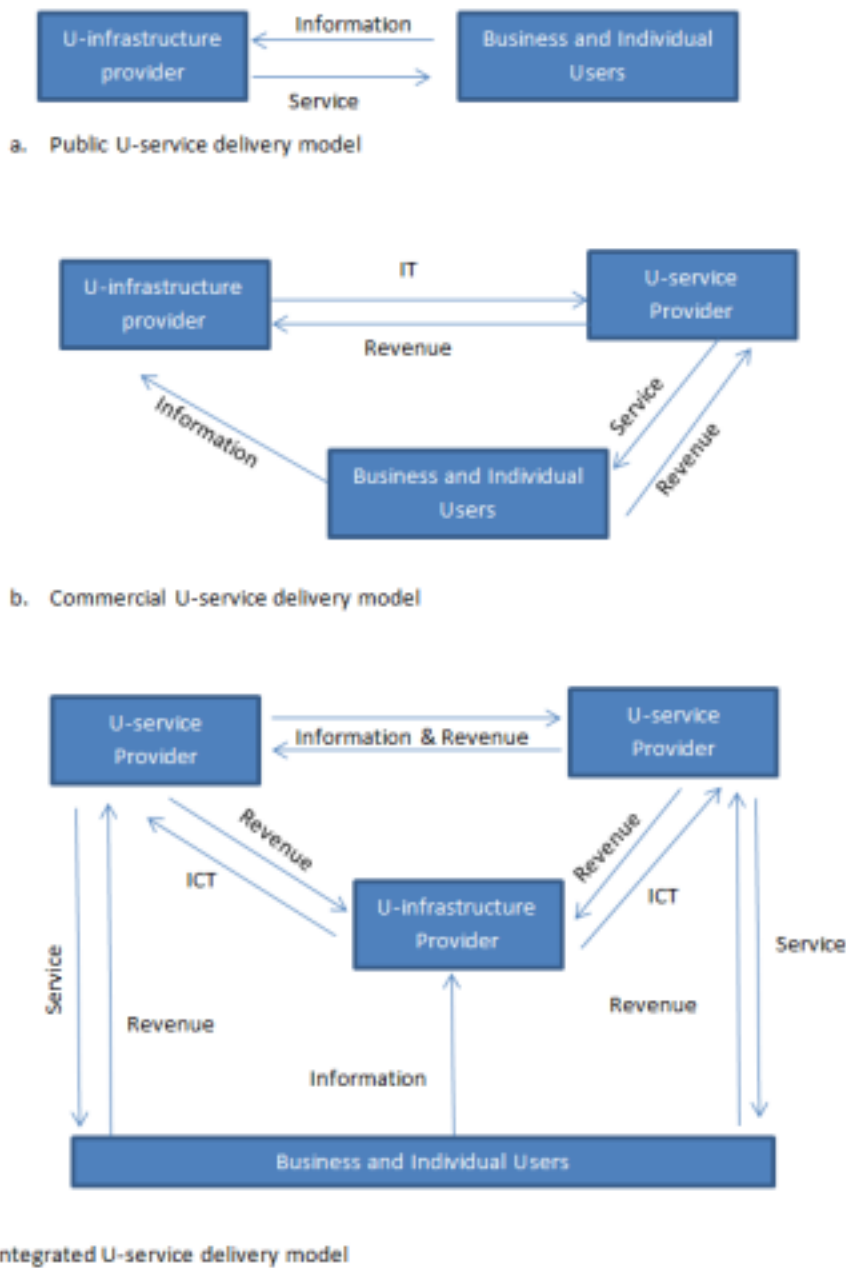 Information
U-infrastructure
provider
Business and Individual
Users
Service
a. Public U-service delivery model
IT
U-infrastructure
provider
U-service
Provider
Revenue
Information
Service
Revenue
Business and Individual
Users
b. Commercial U-service delivery model
U-service
Provider
Information & Revenue
U-service
Provider
Revenue
ICT
Revenue
ICT
U-infrastructure
Provider
Service
Revenue
Information
Revenue
Service
Business and Individual Users
ntegrated U-service delivery model